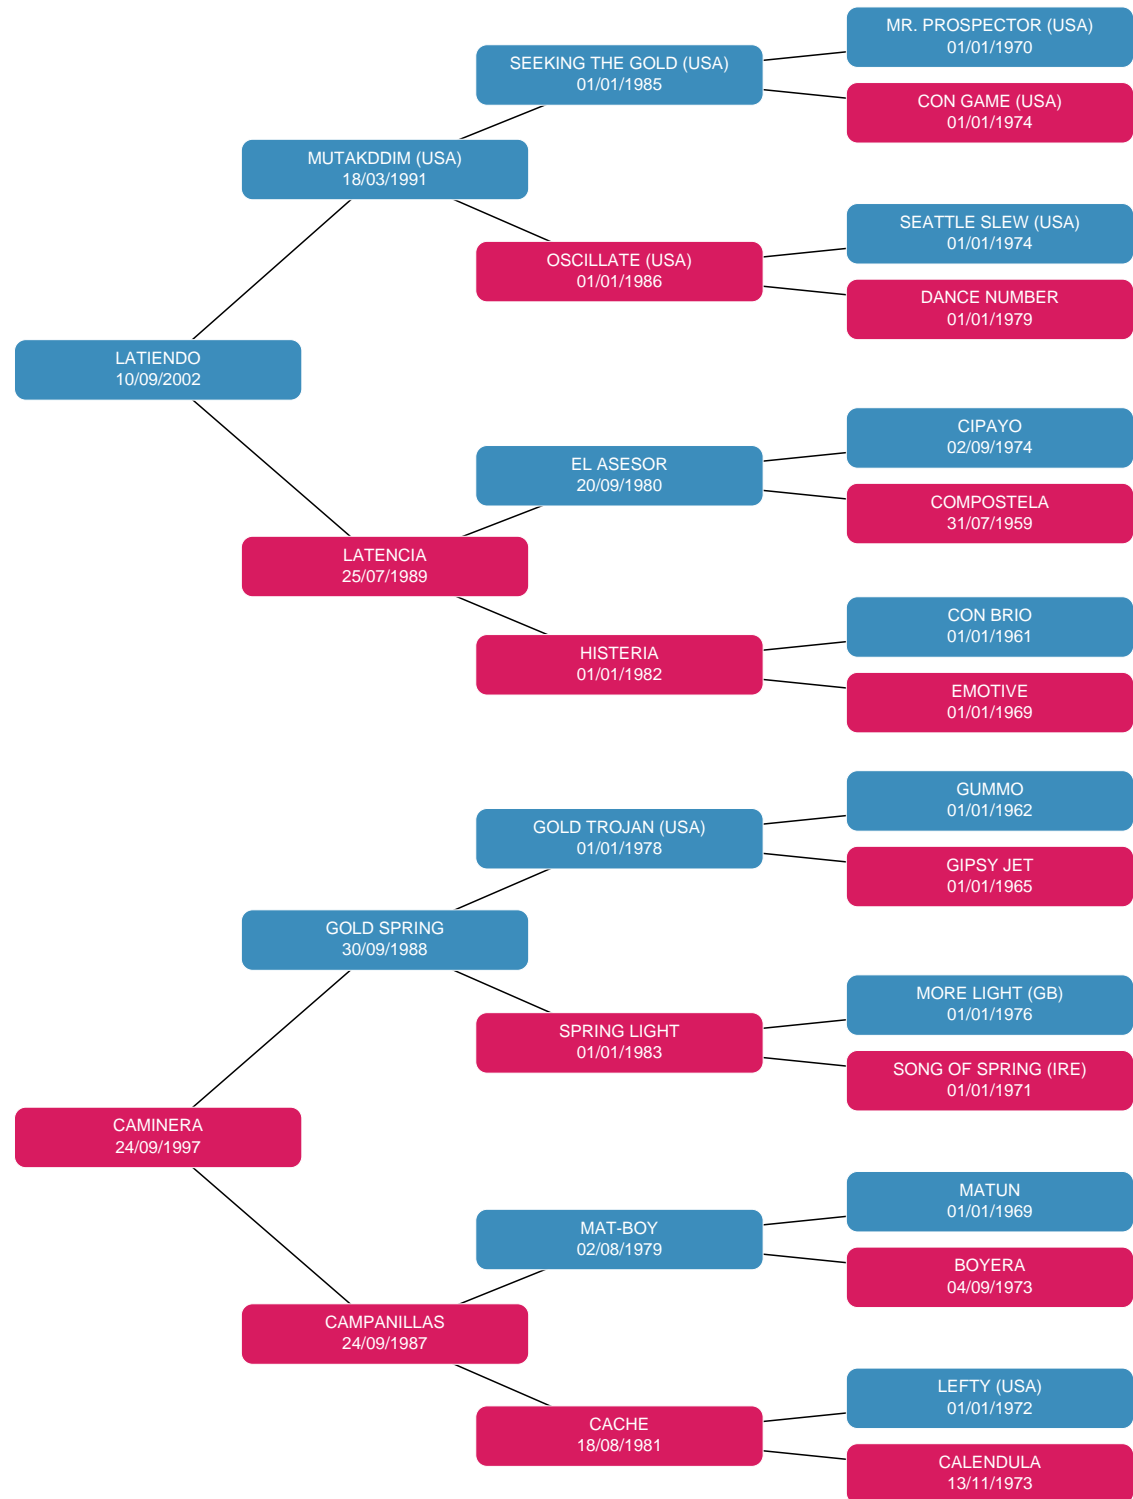 MR. PROSPECTOR (USA)
01/01/1970
SEEKING THE GOLD (USA)
01/01/1985
CON GAME (USA)
01/01/1974
MUTAKDDIM (USA)
18/03/1991
SEATTLE SLEW (USA)
01/01/1974
OSCILLATE (USA)
01/01/1986
DANCE NUMBER
01/01/1979
LATIENDO
10/09/2002
CIPAYO
02/09/1974
EL ASESOR
20/09/1980
COMPOSTELA
31/07/1959
LATENCIA
25/07/1989
CON BRIO
01/01/1961
HISTERIA
01/01/1982
EMOTIVE
01/01/1969
GUMMO
01/01/1962
GOLD TROJAN (USA)
01/01/1978
GIPSY JET
01/01/1965
GOLD SPRING
30/09/1988
MORE LIGHT (GB)
01/01/1976
SPRING LIGHT
01/01/1983
SONG OF SPRING (IRE)
01/01/1971
CAMINERA
24/09/1997
MATUN
01/01/1969
MAT-BOY
02/08/1979
BOYERA
04/09/1973
CAMPANILLAS
24/09/1987
LEFTY (USA)
01/01/1972
CACHE
18/08/1981
CALENDULA
13/11/1973